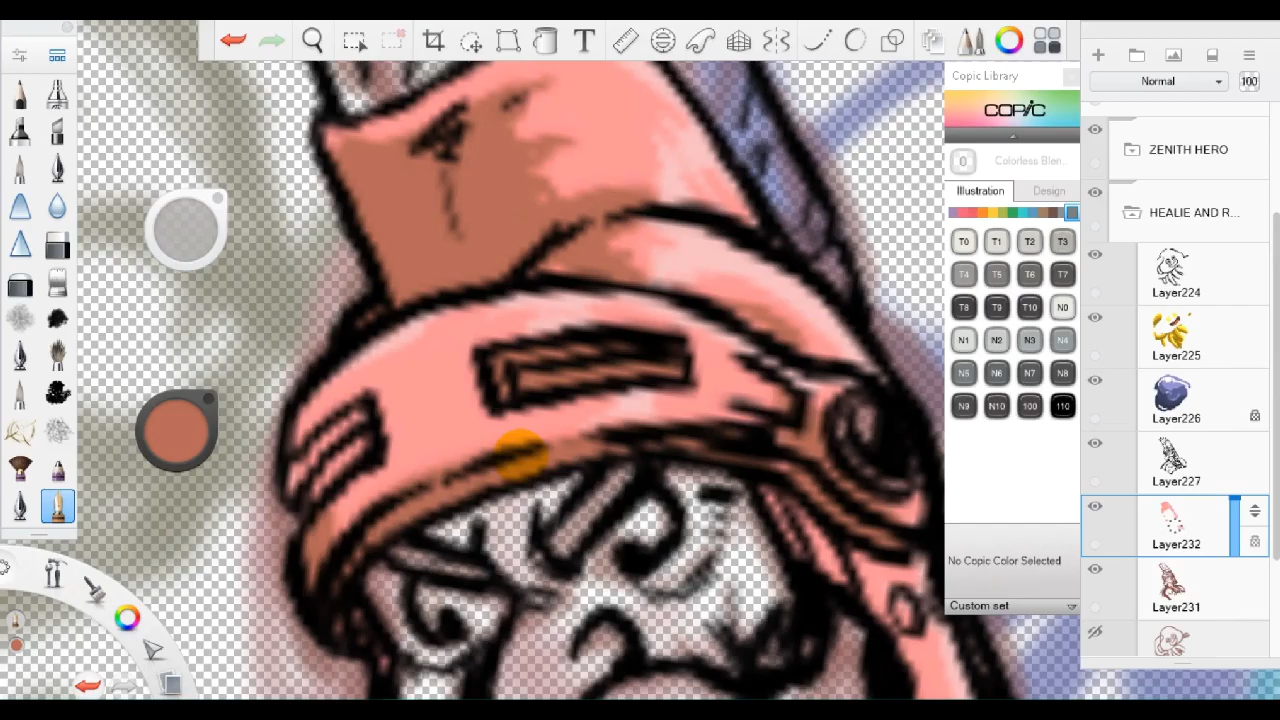 T
Copic Library
COPIC
0 Colorless Blen..
Illustration Design
T0 T1 T2 T3
T4 T5 T6 T7
T8 T9 T10 N0
N1 N2 N3 N4
N5 N6 N7 N8
N9 N10 100 110
No Copic Color Selected
Custom set
Normal 100
ZENITH HERO
HEALIE AND R...
Layer224
Layer225
Layer226
Layer227
Layer232
Layer231